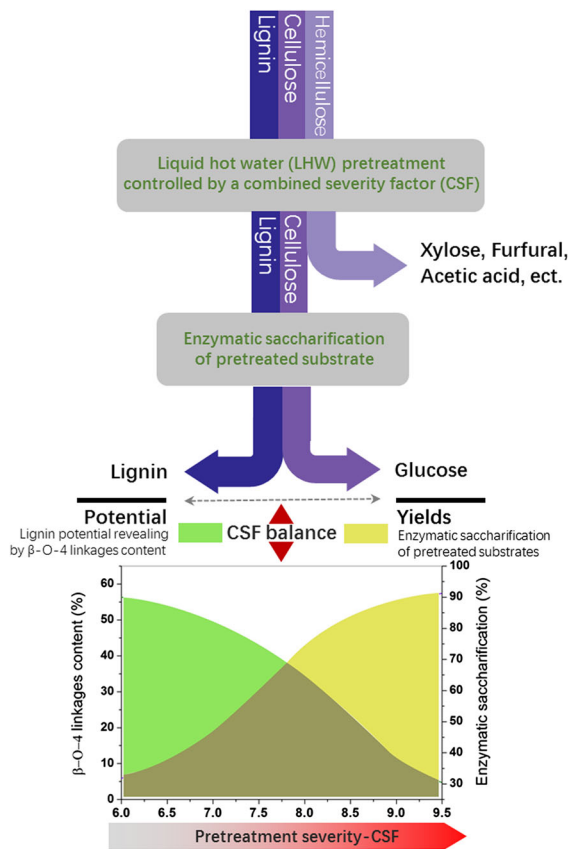 Lignin
Cellulose
Hemicellulose
Liquid hot water (LHW) pretreatment
controlled by a combined severity factor (CSF)
Lignin
Cellulose
Xylose, Furfural,
Acetic acid, ect.
Enzymatic saccharification
of pretreated substrate
Lignin
Glucose
Potential
Yields
Lignin potential revealing
by β-O-4 linkages content
CSF balance
Enzymatic saccharification
of pretreated substrates
β-O-4 linkages content (%)
60
50
40
30
20
10
0
100
90
80
70
60
50
40
30
Enzymatic saccharification (%)
6.0 6.5 7.0 7.5 8.0 8.5 9.0 9.5
Pretreatment severity-CSF